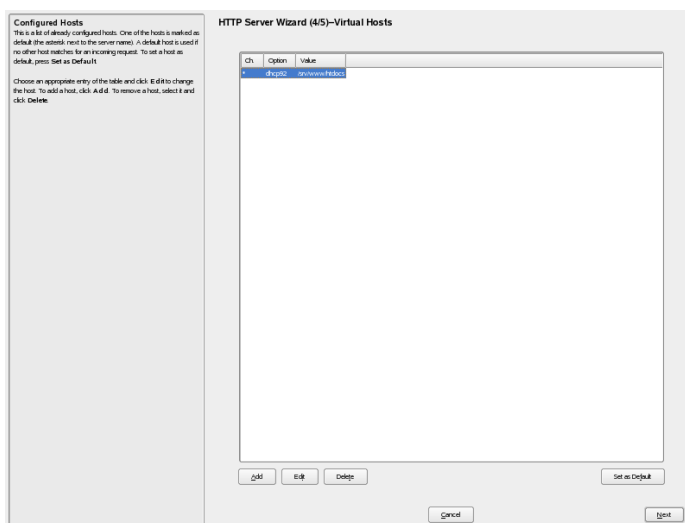 Configured Hosts
This is a list of already configured hosts. One of the hosts is marked as
default (the asterisk next to the server name). A default host is used if
no other host matches for an incoming request. To set a host as
default, press Set as Default.
Choose an appropriate entry of the table and click Edit to change
the host. To add a host, click Add. To remove a host, select it and
click Delete.
HTTP Server Wizard (4/5)--Virtual Hosts
Ch. Option Value
* dhcp92 /srv/www/htdocs
Add Edit Delete Set as Default
Cancel Next